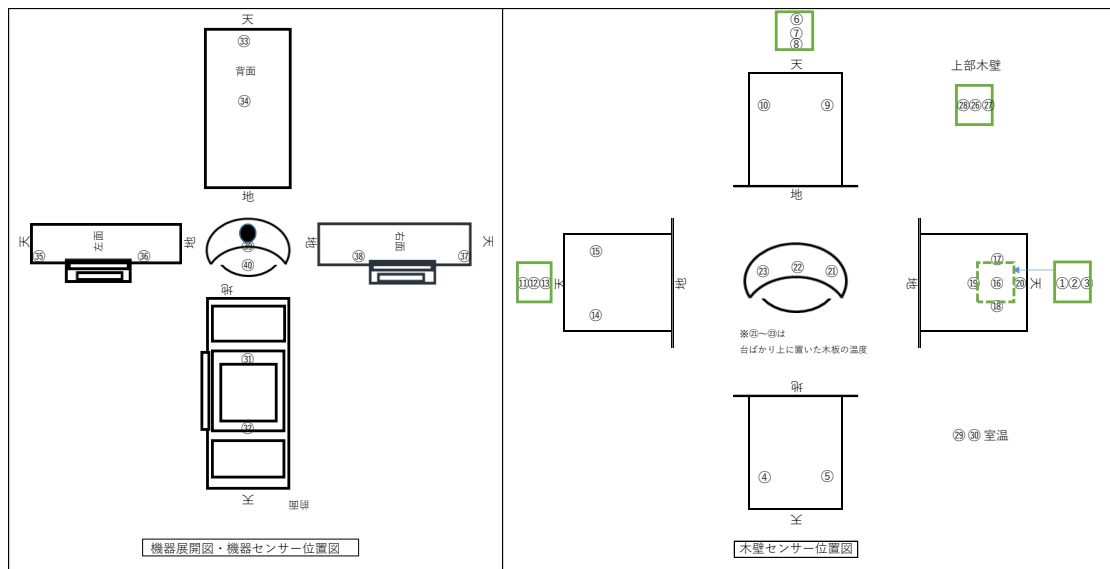 天
㉝
背面
㉞
地
天
左面
地
㉟
㊱
㊵
地
右面
天
㊳
㊲
地
㉛
㉜
天
前面
機器展開図・機器センサー位置図
⑥
⑦
⑧
天
⑩
⑨
地
上部木壁
㉘㉖㉗
⑪⑫⑬
天
⑮
⑭
地
㉓
㉒
㉑
※㉑～㉓は
台ばかり上に置いた木板の温度
地
⑰
⑲
⑯
⑳
天
⑱
①②③
地
④
⑤
天
㉙㉚室温
木壁センサー位置図